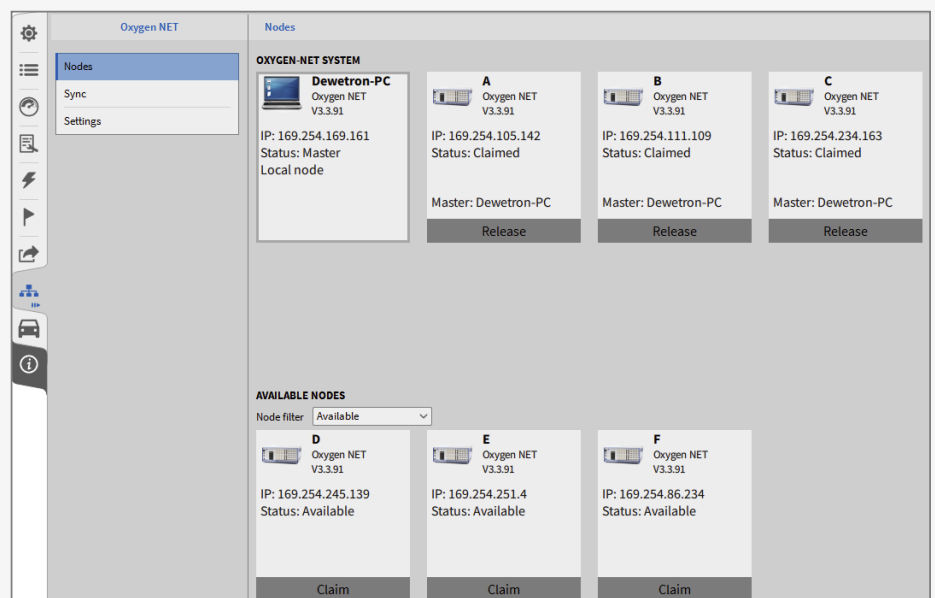 Oxygen NET
Nodes
Nodes
Sync
Settings
OXYGEN-NET SYSTEM
Dewetron-PC
Oxygen NET
V3.3.91
IP: 169.254.169.161
Status: Master
Local node
A
Oxygen NET
V3.3.91
IP: 169.254.105.142
Status: Claimed
Master: Dewetron-PC
Release
B
Oxygen NET
V3.3.91
IP: 169.254.111.109
Status: Claimed
Master: Dewetron-PC
Release
C
Oxygen NET
V3.3.91
IP: 169.254.234.163
Status: Claimed
Master: Dewetron-PC
Release
AVAILABLE NODES
Node filter Available
D
Oxygen NET
V3.3.91
IP: 169.254.245.139
Status: Available
Claim
E
Oxygen NET
V3.3.91
IP: 169.254.251.4
Status: Available
Claim
F
Oxygen NET
V3.3.91
IP: 169.254.86.234
Status: Available
Claim